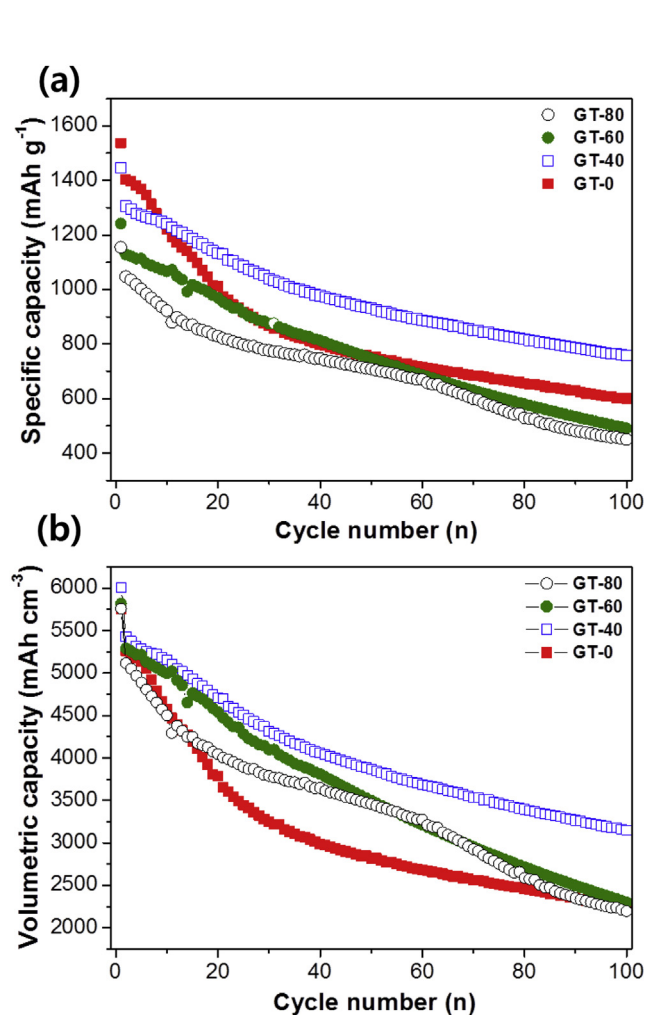 (a)
1600
1400
1200
1000
800
600
400
Specific capacity (mAh g⁻¹)
GT-80
GT-60
GT-40
GT-0
0 20 40 60 80 100
Cycle number (n)
(b)
6000
5500
5000
4500
4000
3500
3000
2500
2000
Volumetric capacity (mAh cm⁻³)
GT-80
GT-60
GT-40
GT-0
0 20 40 60 80 100
Cycle number (n)